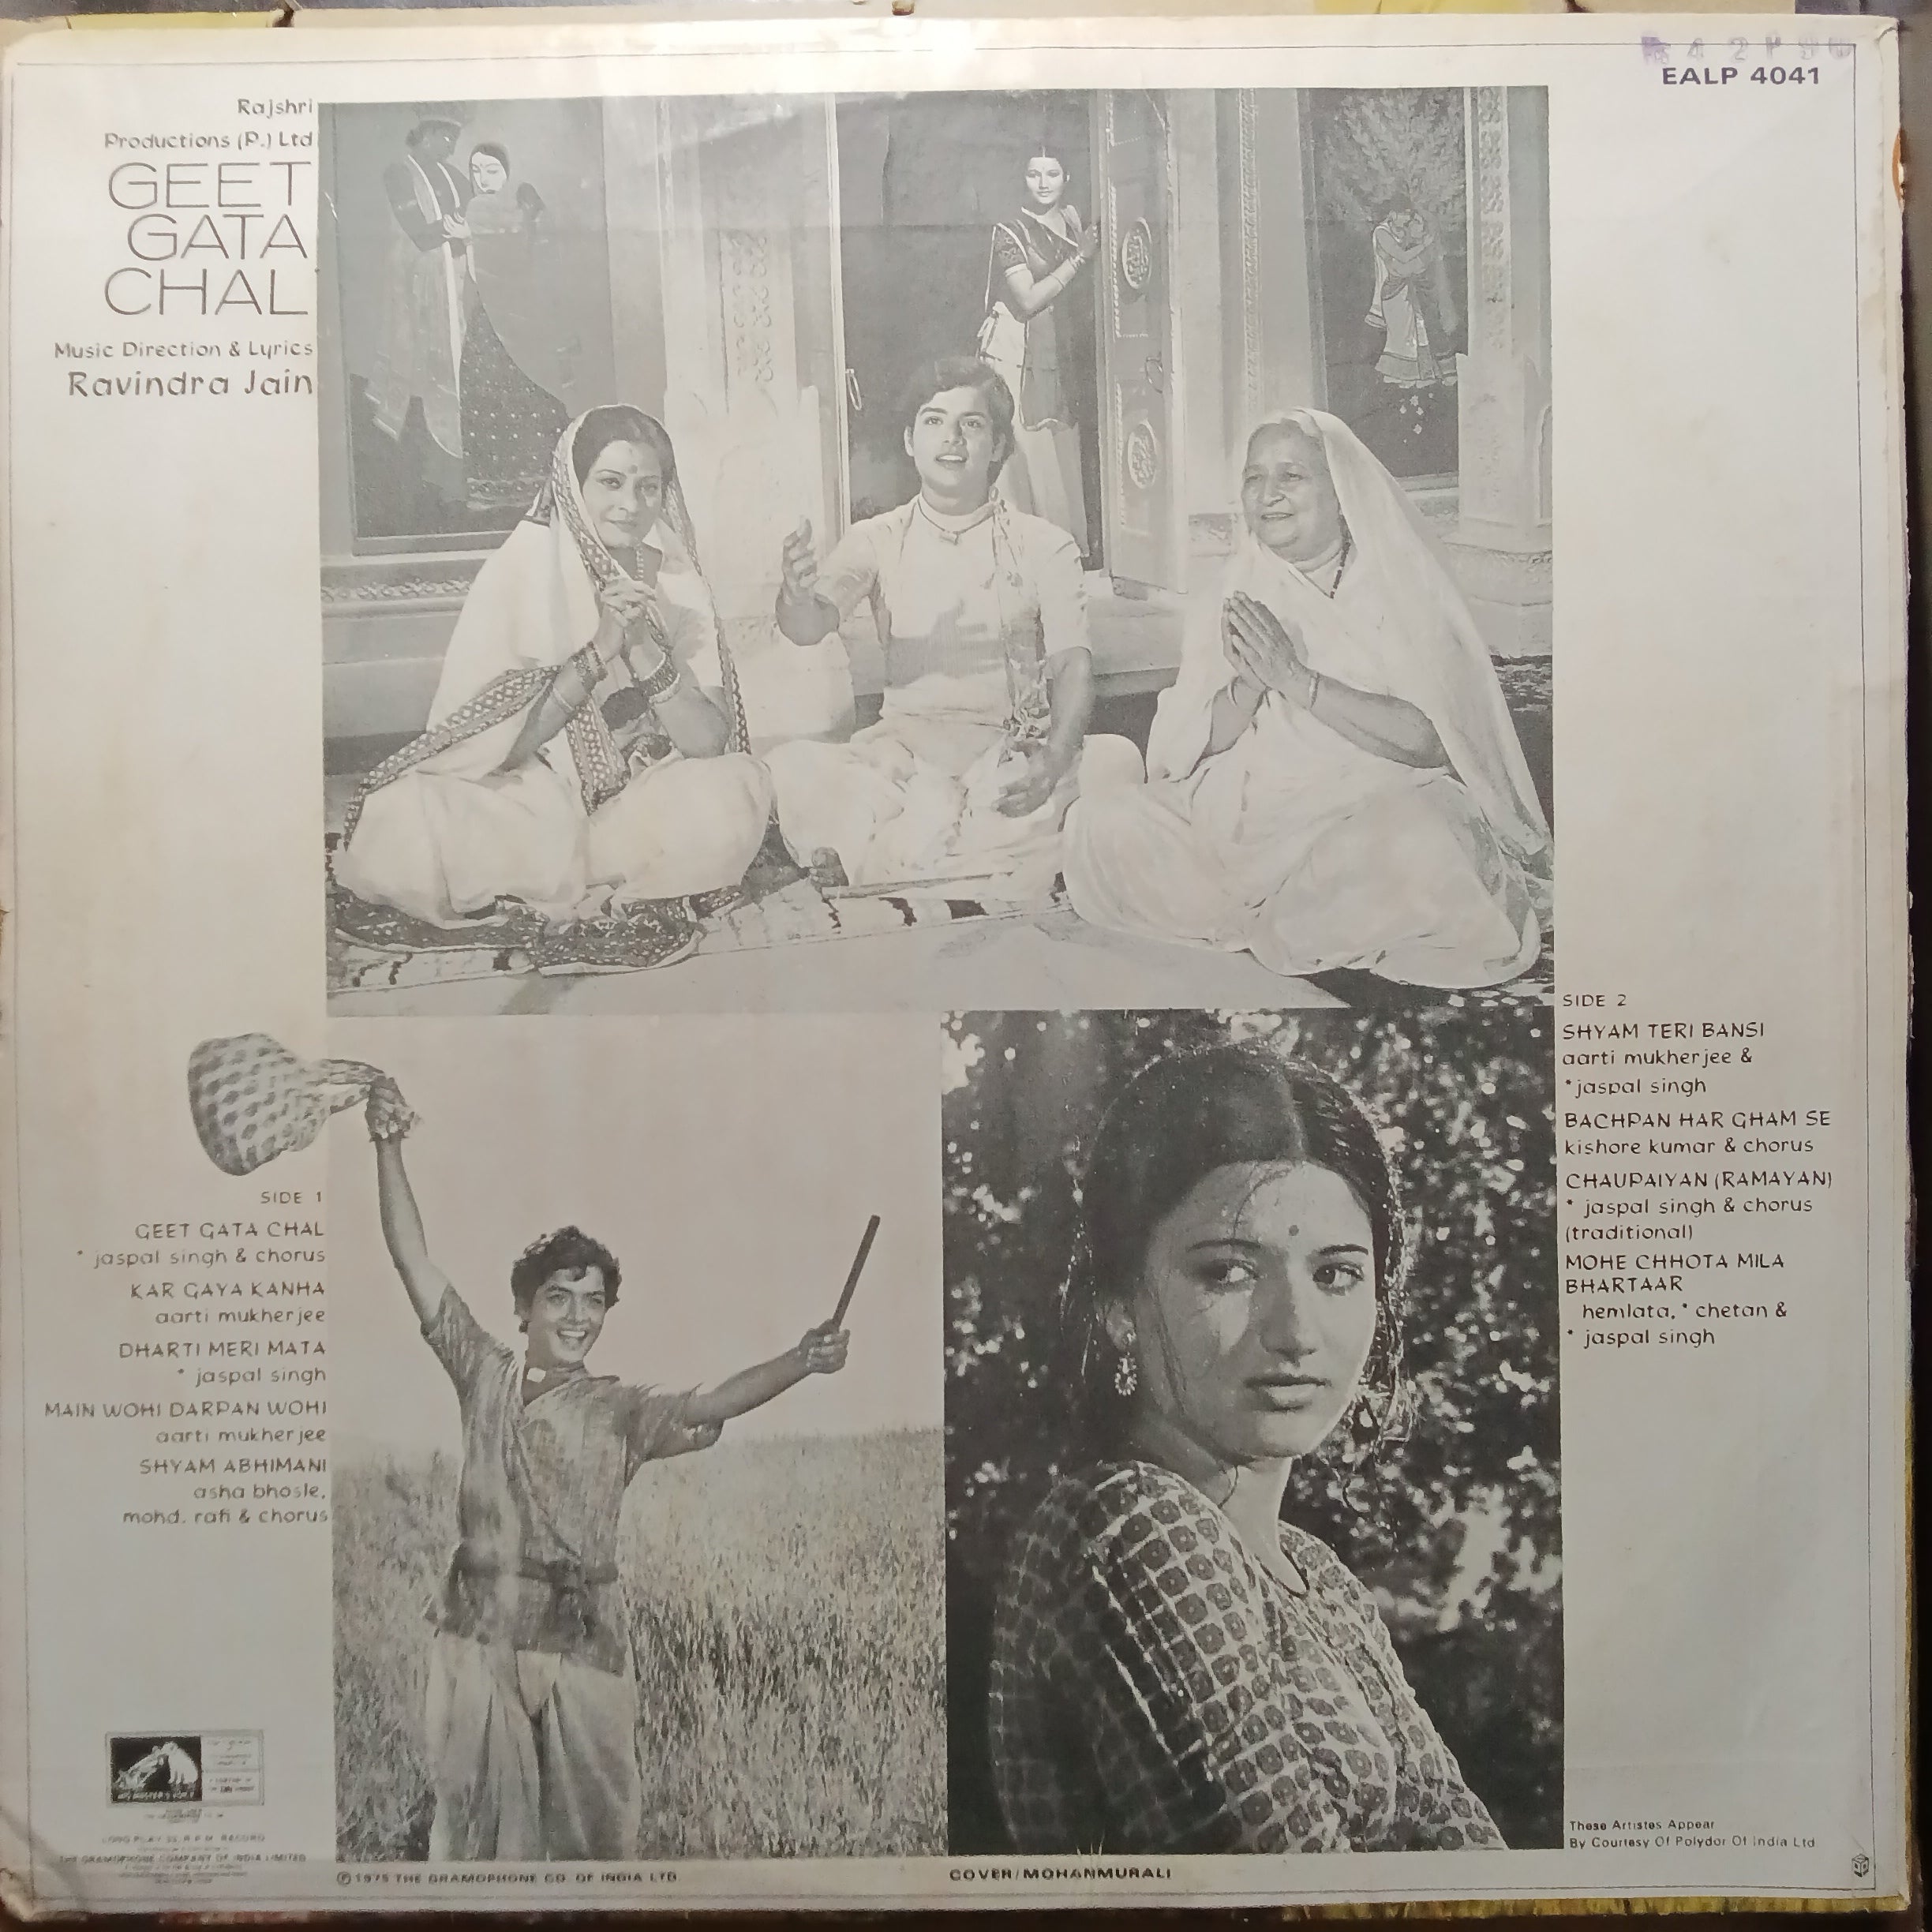 EALP 4041
Rajshri
Productions (P.) Ltd
GEET
GATA
CHAL
Music Direction & Lyrics
Ravindra Jain
SIDE 1
GEET GATA CHAL
* jaspal singh & chorus
KAR GAYA KANHA
aarti mukherjee
DHARTI MERI MATA
* jaspal singh
MAIN WOHI DARPAN WOHI
aarti mukherjee
SHYAM ABHIMANI
asha bhosle,
mohd. rafi & chorus
SIDE 2
SHYAM TERI BANSI
aarti mukherjee &
*jaspal singh
BACHPAN HAR GHAM SE
kishore kumar & chorus
CHAUPAIYAN (RAMAYAN)
* jaspal singh & chorus
(traditional)
MOHE CHHOTA MILA
BHARTAAR
hemlata, * chetan &
* jaspal singh
These Artistes Appear
By Courtesy Of Polydor Of India Ltd
HIS MASTER'S VOICE
LONG PLAY 33⅓ R.P.M. RECORD
THE GRAMOPHONE COMPANY OF INDIA LIMITED
℗ 1975 THE GRAMOPHONE CO. OF INDIA LTD
COVER/MOHANMURALI